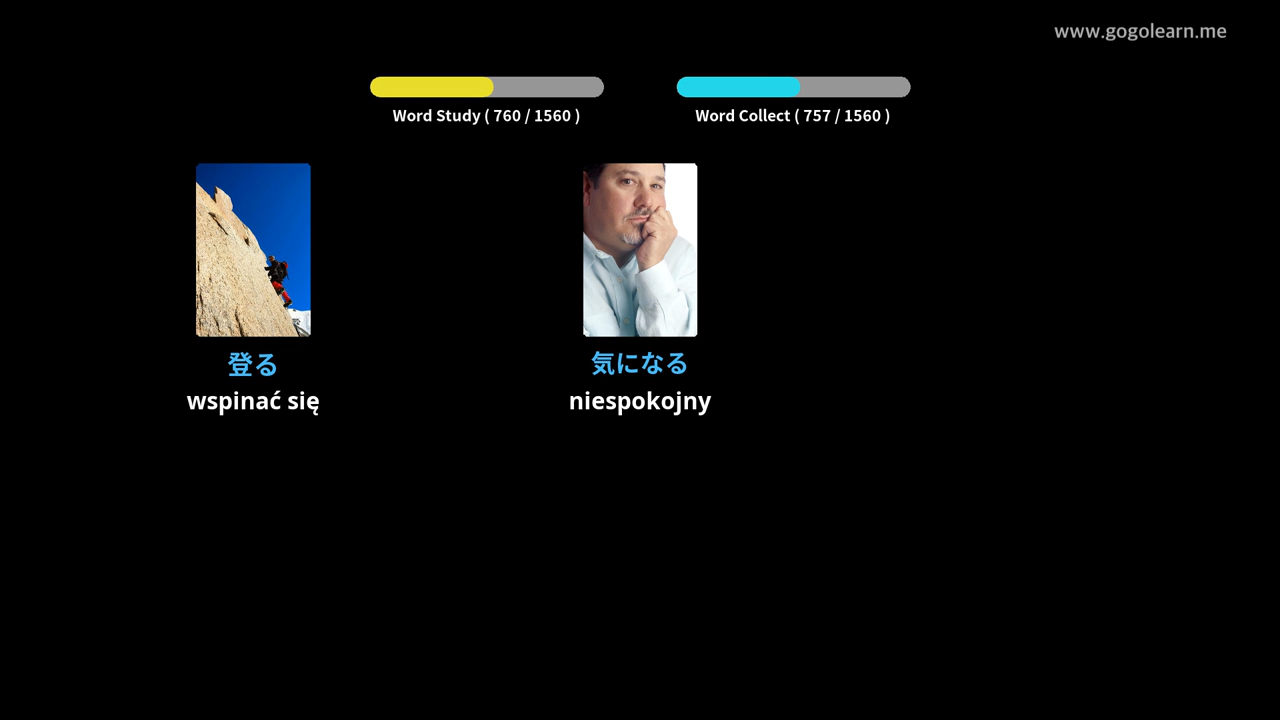 www.gogolearn.me
Word Study ( 760 / 1560 )
Word Collect ( 757 / 1560 )
登る
気になる
wspinać się
niespokojny